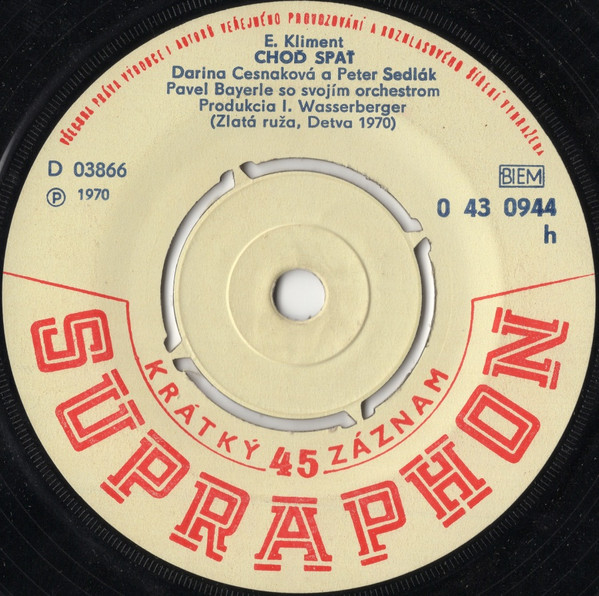 VŠECHNA PRÁVA VÝROBCE I AUTORŮ VEŘEJNÉHO PROVOZOVÁNÍ A ROZHLASOVÉHO ŠÍŘENÍ VYHRAŽENA
E. Kliment
CHOĎ SPAŤ
Darina Cesnaková a Peter Sedlák
Pavel Bayerle so svojím orchestrom
Produkcia I. Wasserberger
(Zlatá ruža, Detva 1970)
D 03866
Ⓟ 1970
BIEM
0 43 0944
h
KRÁTKÝ 45 ZÁZNAM
SUPRAPHON